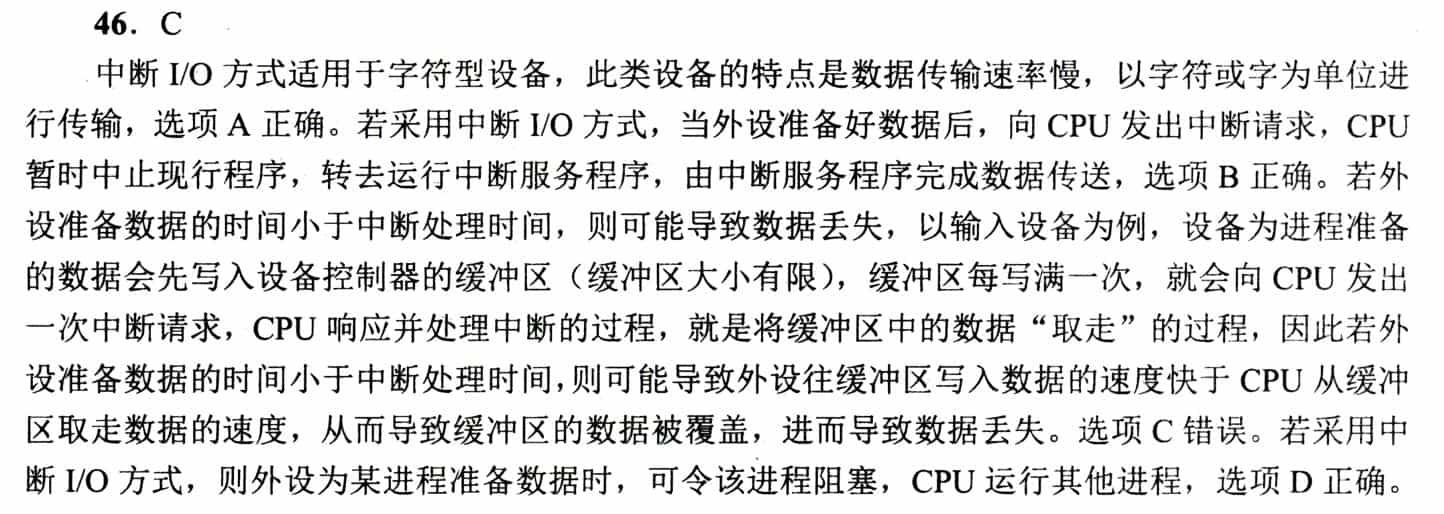 46. C
中断 I/O 方式适用于字符型设备，此类设备的特点是数据传输速率慢，以字符或字为单位进
行传输，选项 A 正确。若采用中断 I/O 方式，当外设准备好数据后，向 CPU 发出中断请求，CPU
暂时中止现行程序，转去运行中断服务程序，由中断服务程序完成数据传送，选项 B 正确。若外
设准备数据的时间小于中断处理时间，则可能导致数据丢失，以输入设备为例，设备为进程准备
的数据会先写入设备控制器的缓冲区（缓冲区大小有限），缓冲区每写满一次，就会向 CPU 发出
一次中断请求，CPU 响应并处理中断的过程，就是将缓冲区中的数据“取走”的过程，因此若外
设准备数据的时间小于中断处理时间，则可能导致外设往缓冲区写入数据的速度快于 CPU 从缓冲
区取走数据的速度，从而导致缓冲区的数据被覆盖，进而导致数据丢失。选项 C 错误。若采用中
断 I/O 方式，则外设为某进程准备数据时，可令该进程阻塞，CPU 运行其他进程，选项 D 正确。